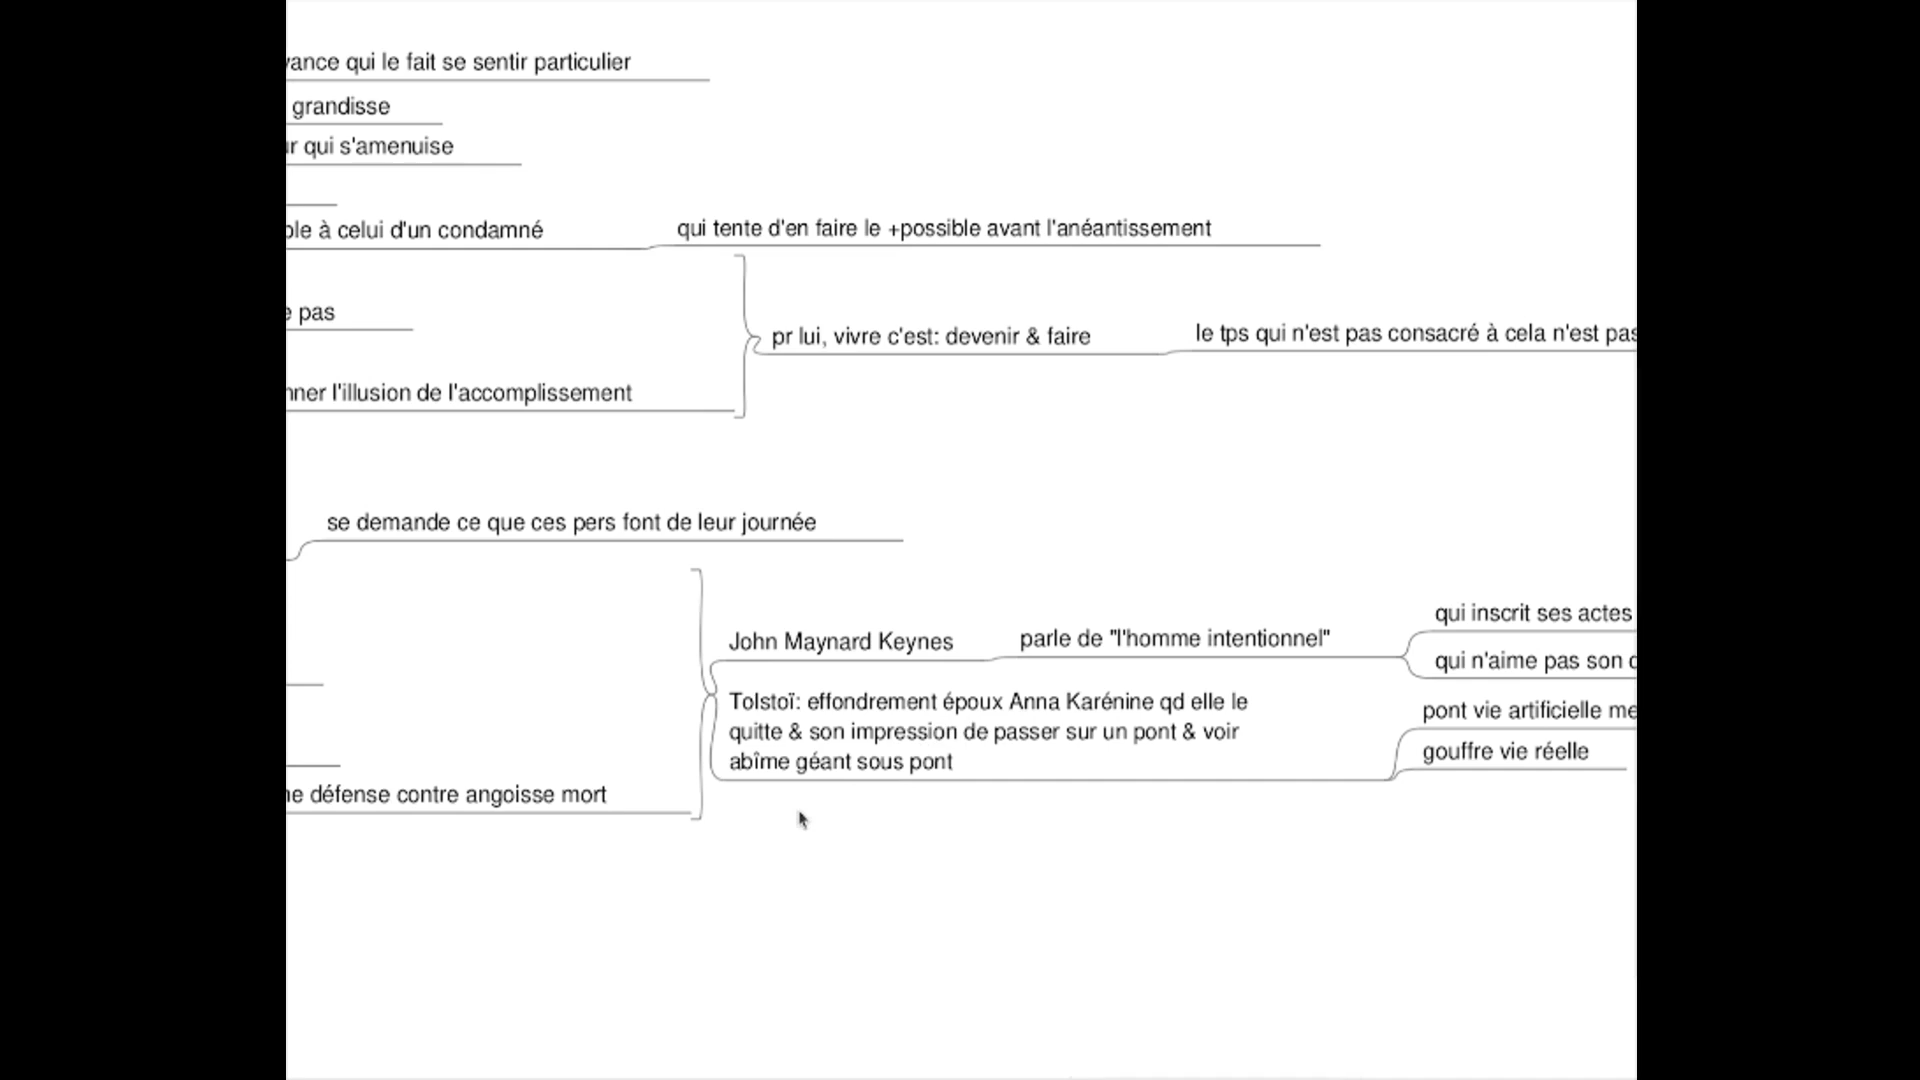 qui le fait se sentir particulier
grandisse
qui s'amenuise
à celui d'un condamné
qui tente d'en faire le +possible avant l'anéantissement
pas
pr lui, vivre c'est: devenir & faire
le tps qui n'est pas consacré à cela n'est pas
l'illusion de l'accomplissement
se demande ce que ces pers font de leur journée
qui inscrit ses actes
John Maynard Keynes
parle de "l'homme intentionnel"
qui n'aime pas son
Tolstoï: effondrement époux Anna Karénine qd elle le
quitte & son impression de passer sur un pont & voir
abîme géant sous pont
pont vie artificielle
gouffre vie réelle
défense contre angoisse mort